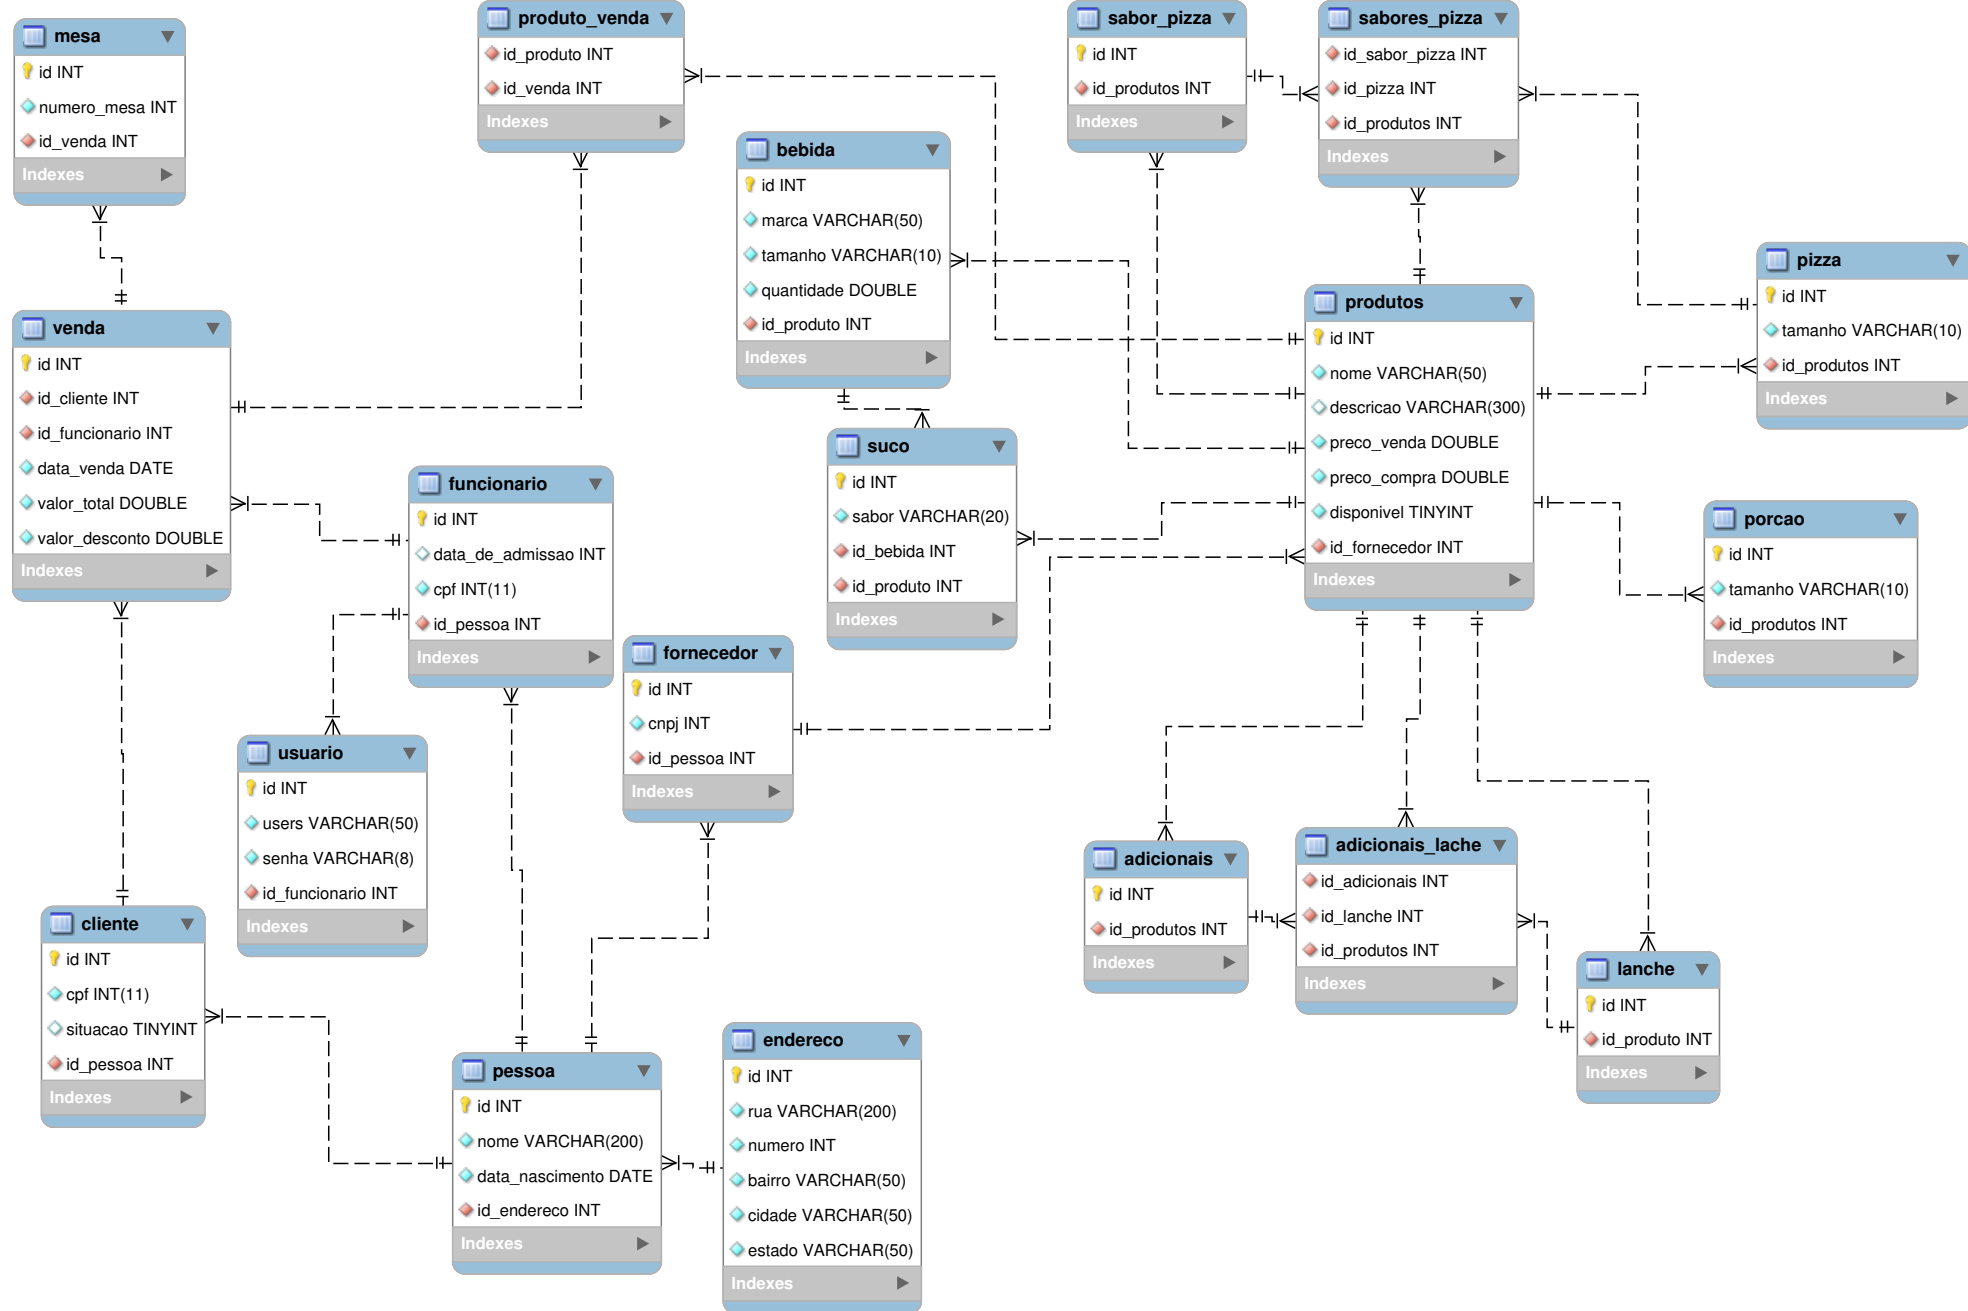 mesa
id INT
numero_mesa INT
id_venda INT
Indexes
produto_venda
id_produto INT
id_venda INT
Indexes
sabor_pizza
id INT
id_produtos INT
Indexes
sabores_pizza
id_sabor_pizza INT
id_pizza INT
id_produtos INT
Indexes
bebida
id INT
marca VARCHAR(50)
tamanho VARCHAR(10)
quantidade DOUBLE
id_produto INT
Indexes
pizza
id INT
tamanho VARCHAR(10)
id_produtos INT
Indexes
venda
id INT
id_cliente INT
id_funcionario INT
data_venda DATE
valor_total DOUBLE
valor_desconto DOUBLE
Indexes
produtos
id INT
nome VARCHAR(50)
descricao VARCHAR(300)
preco_venda DOUBLE
preco_compra DOUBLE
disponivel TINYINT
id_fornecedor INT
Indexes
suco
id INT
sabor VARCHAR(20)
id_bebida INT
id_produto INT
Indexes
funcionario
id INT
data_de_admissao INT
cpf INT(11)
id_pessoa INT
Indexes
porcao
id INT
tamanho VARCHAR(10)
id_produtos INT
Indexes
fornecedor
id INT
cnpj INT
id_pessoa INT
Indexes
usuario
id INT
users VARCHAR(50)
senha VARCHAR(8)
id_funcionario INT
Indexes
adicionais
id INT
id_produtos INT
Indexes
adicionais_lache
id_adicionais INT
id_lanche INT
id_produtos INT
Indexes
lanche
id INT
id_produto INT
Indexes
cliente
id INT
cpf INT(11)
situacao TINYINT
id_pessoa INT
Indexes
pessoa
id INT
nome VARCHAR(200)
data_nascimento DATE
id_endereco INT
Indexes
endereco
id INT
rua VARCHAR(200)
numero INT
bairro VARCHAR(50)
cidade VARCHAR(50)
estado VARCHAR(50)
Indexes